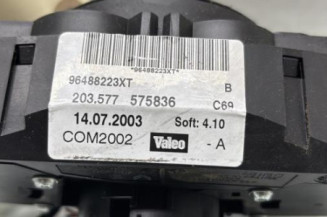 *96488223XT*
96488223XT B
203.577 575836 C69
14.07.2003 Soft: 4.10
COM2002 Valeo - A